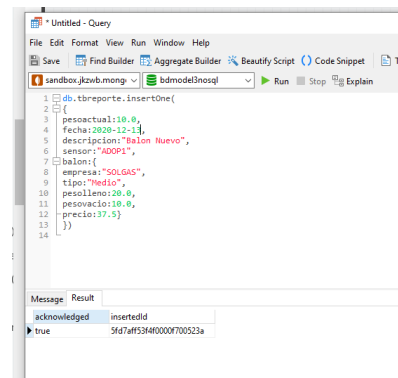 * Untitled - Query
File Edit Format View Run Window Help
Save Find Builder Aggregate Builder Beautify Script () Code Snippet
sandbox.jkzwb.mong bdmodel3nosql Run Stop Explain
1 db.tbreporte.insertOne(
2 {
3 pesoactual:10.0,
4 fecha:2020-12-13,
5 descripcion:"Balon Nuevo",
6 sensor:"ADOP1",
7 balon:{
8 empresa:"SOLGAS",
9 tipo:"Medio",
10 pesolleno:20.0,
11 pesovacio:10.0,
12 precio:37.5}
13 })
14
Message Result
acknowledged insertedId
true 5fd7aff53f4f0000f700523a